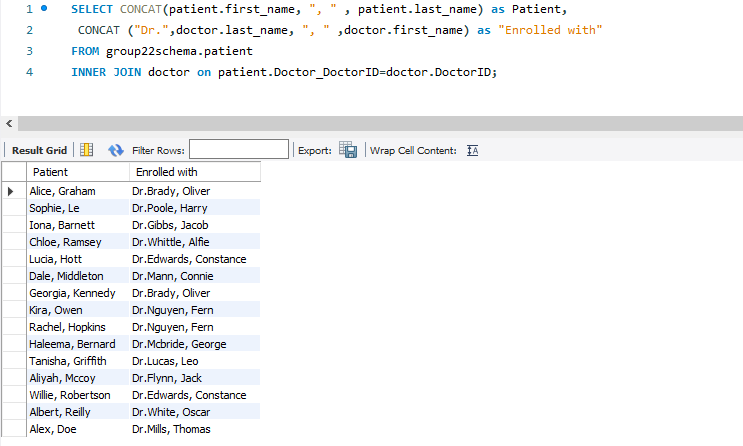 1 SELECT CONCAT(patient.first_name, ", " , patient.last_name) as Patient,
2 CONCAT ("Dr.",doctor.last_name, ", " ,doctor.first_name) as "Enrolled with"
3 FROM group22schema.patient
4 INNER JOIN doctor on patient.Doctor_DoctorID=doctor.DoctorID;
Result Grid Filter Rows: Export: Wrap Cell Content: IA
Patient Enrolled with
Alice, Graham Dr.Brady, Oliver
Sophie, Le Dr.Poole, Harry
Iona, Barnett Dr.Gibbs, Jacob
Chloe, Ramsey Dr.Whittle, Alfie
Lucia, Hott Dr.Edwards, Constance
Dale, Middleton Dr.Mann, Connie
Georgia, Kennedy Dr.Brady, Oliver
Kira, Owen Dr.Nguyen, Fern
Rachel, Hopkins Dr.Nguyen, Fern
Haleema, Bernard Dr.Mcbride, George
Tanisha, Griffith Dr.Lucas, Leo
Aliyah, Mccoy Dr.Flynn, Jack
Willie, Robertson Dr.Edwards, Constance
Albert, Reilly Dr.White, Oscar
Alex, Doe Dr.Mills, Thomas